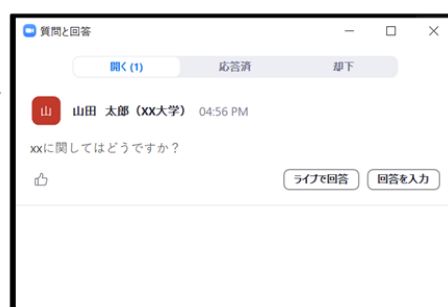 質問と回答
開く(1) 応答済 却下
山 山田 太郎（XX大学） 04:56 PM
xxに関してはどうですか？
ライブで回答 回答を入力